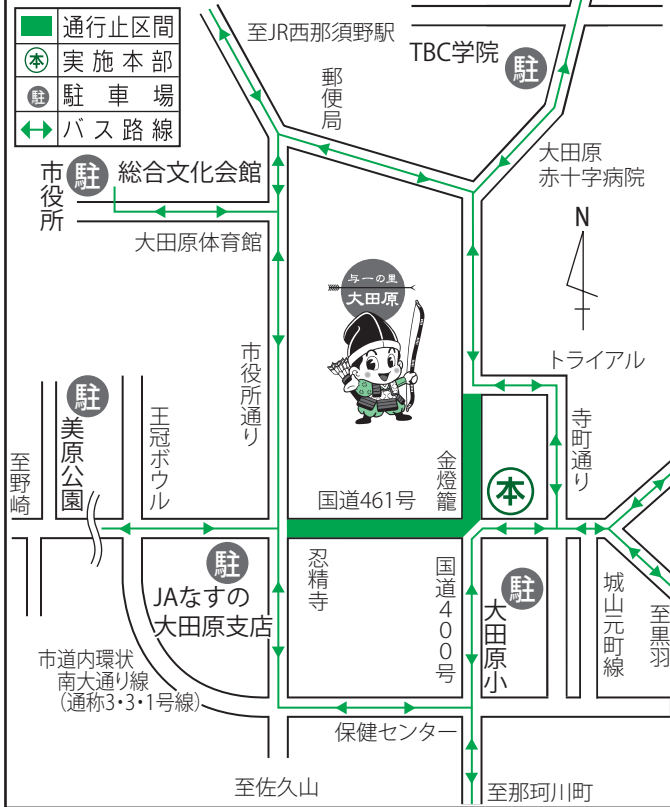 通行止区間
本 実施本部
駐 駐車場
バス路線
至JR西那須野駅
TBC学院
駐
郵便局
大田原
赤十字病院
市役所
駐
総合文化会館
大田原体育館
N
与一の里
大田原
トライアル
市役所通り
駐
美原公園
王冠ボウル
至野崎
金燈籠
寺町通り
本
国道461号
駐
JAなすの
大田原支店
忍精寺
国道400号
駐
大田原小
城山元町線
至黒羽
市道内環状
南大通り線
(通称3・3・1号線)
保健センター
至佐久山
至那珂川町